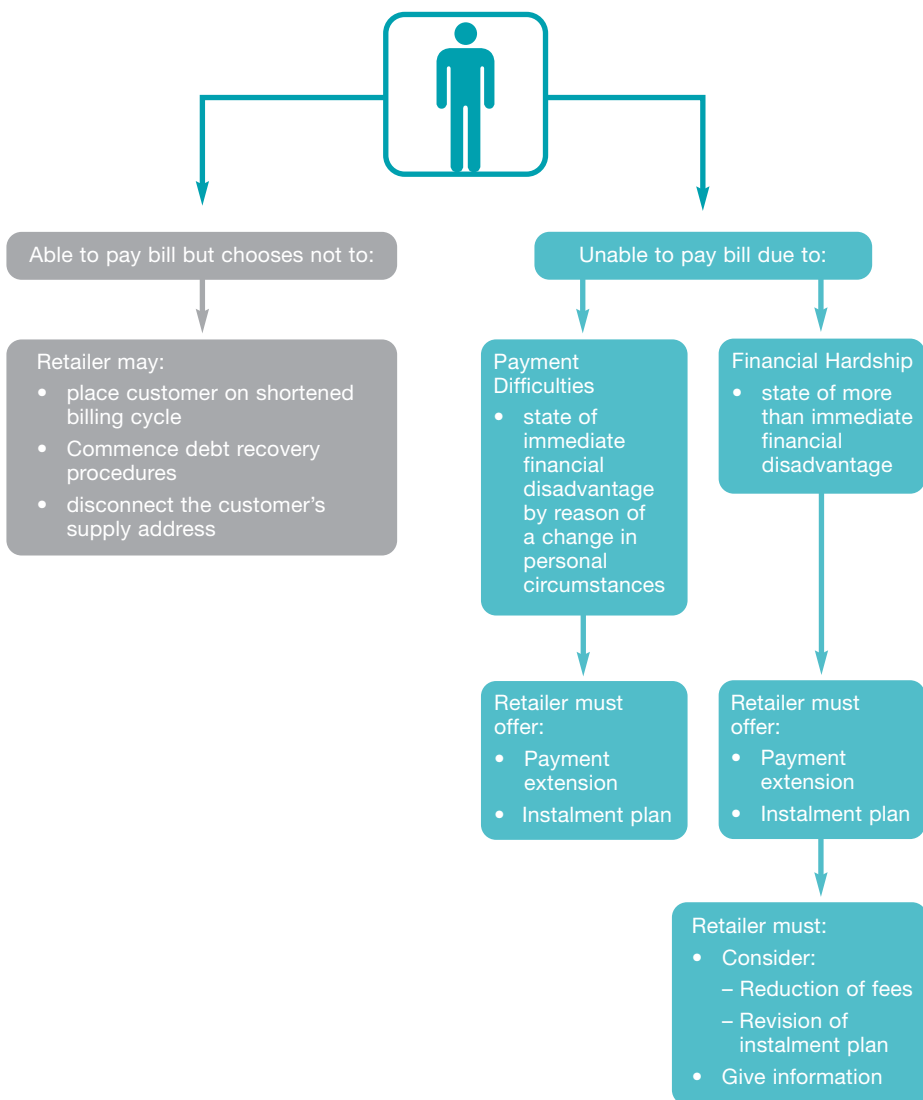 Able to pay bill but chooses not to:
Retailer may:
• place customer on shortened
billing cycle
• Commence debt recovery
procedures
• disconnect the customer's
supply address
Unable to pay bill due to:
Payment
Difficulties
• state of
immediate
financial
disadvantage
by reason of
a change in
personal
circumstances
Retailer must
offer:
• Payment
extension
• Instalment plan
Financial Hardship
• state of more
than immediate
financial
disadvantage
Retailer must
offer:
• Payment
extension
• Instalment plan
Retailer must:
• Consider:
– Reduction of fees
– Revision of
instalment plan
• Give information